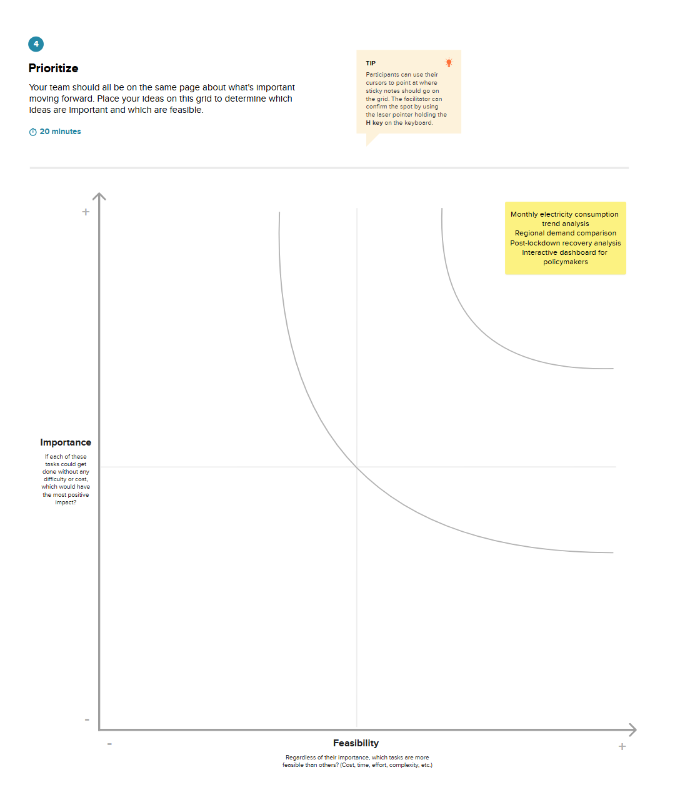 4
Prioritize
Your team should all be on the same page about what's important
moving forward. Place your ideas on this grid to determine which
ideas are important and which are feasible.
20 minutes
TIP
Participants can use their
cursors to point at where
sticky notes should go on
the grid. The facilitator can
confirm the spot by using
the laser pointer holding the
H key on the keyboard.
+
Monthly electricity consumption
trend analysis
Regional demand comparison
Post-lockdown recovery analysis
Interactive dashboard for
policymakers
Importance
If each of these
tasks could get
done without any
difficulty or cost,
which would have
the most positive
impact?
-
-
Feasibility
+
Regardless of their importance, which tasks are more
feasible than others? (Cost, time, effort, complexity, etc.)